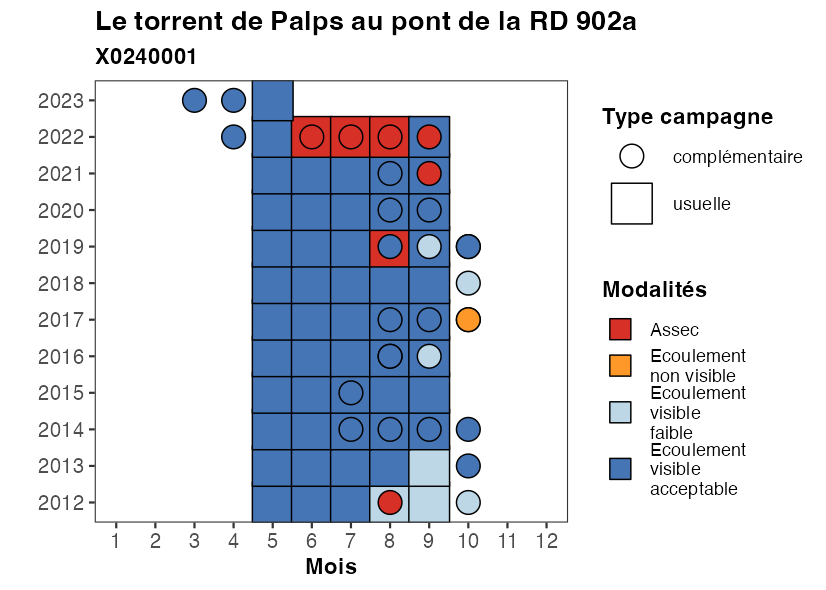 Le torrent de Palps au pont de la RD 902a
X0240001
2023
2022
2021
2020
2019
2018
2017
2016
2015
2014
2013
2012
1 2 3 4 5 6 7 8 9 10 11 12
Mois
Type campagne
complémentaire
usuelle
Modalités
Assec
Ecoulement
non visible
Ecoulement
visible
faible
Ecoulement
visible
acceptable